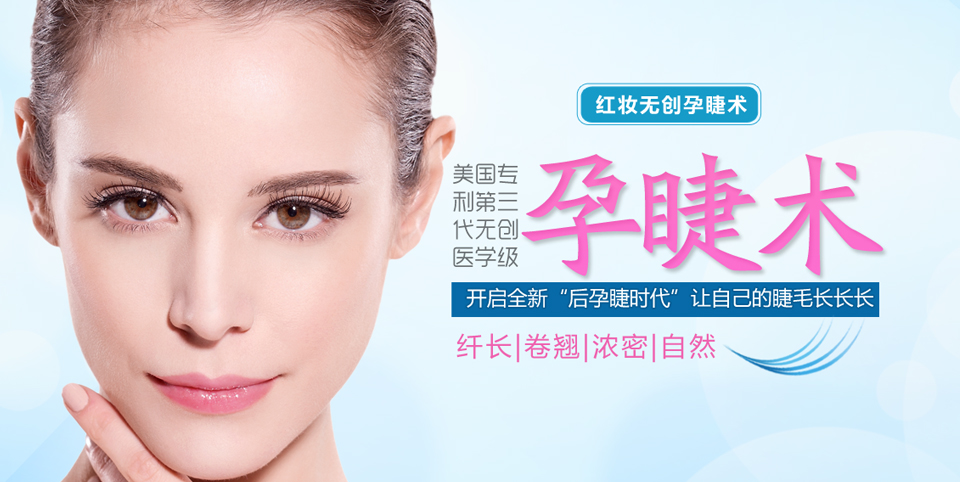 红妆无创孕睫术
美国专
利第三
代无创
医学级
孕睫术
开启全新“后孕睫时代”让自己的睫毛长长长
纤长|卷翘|浓密|自然